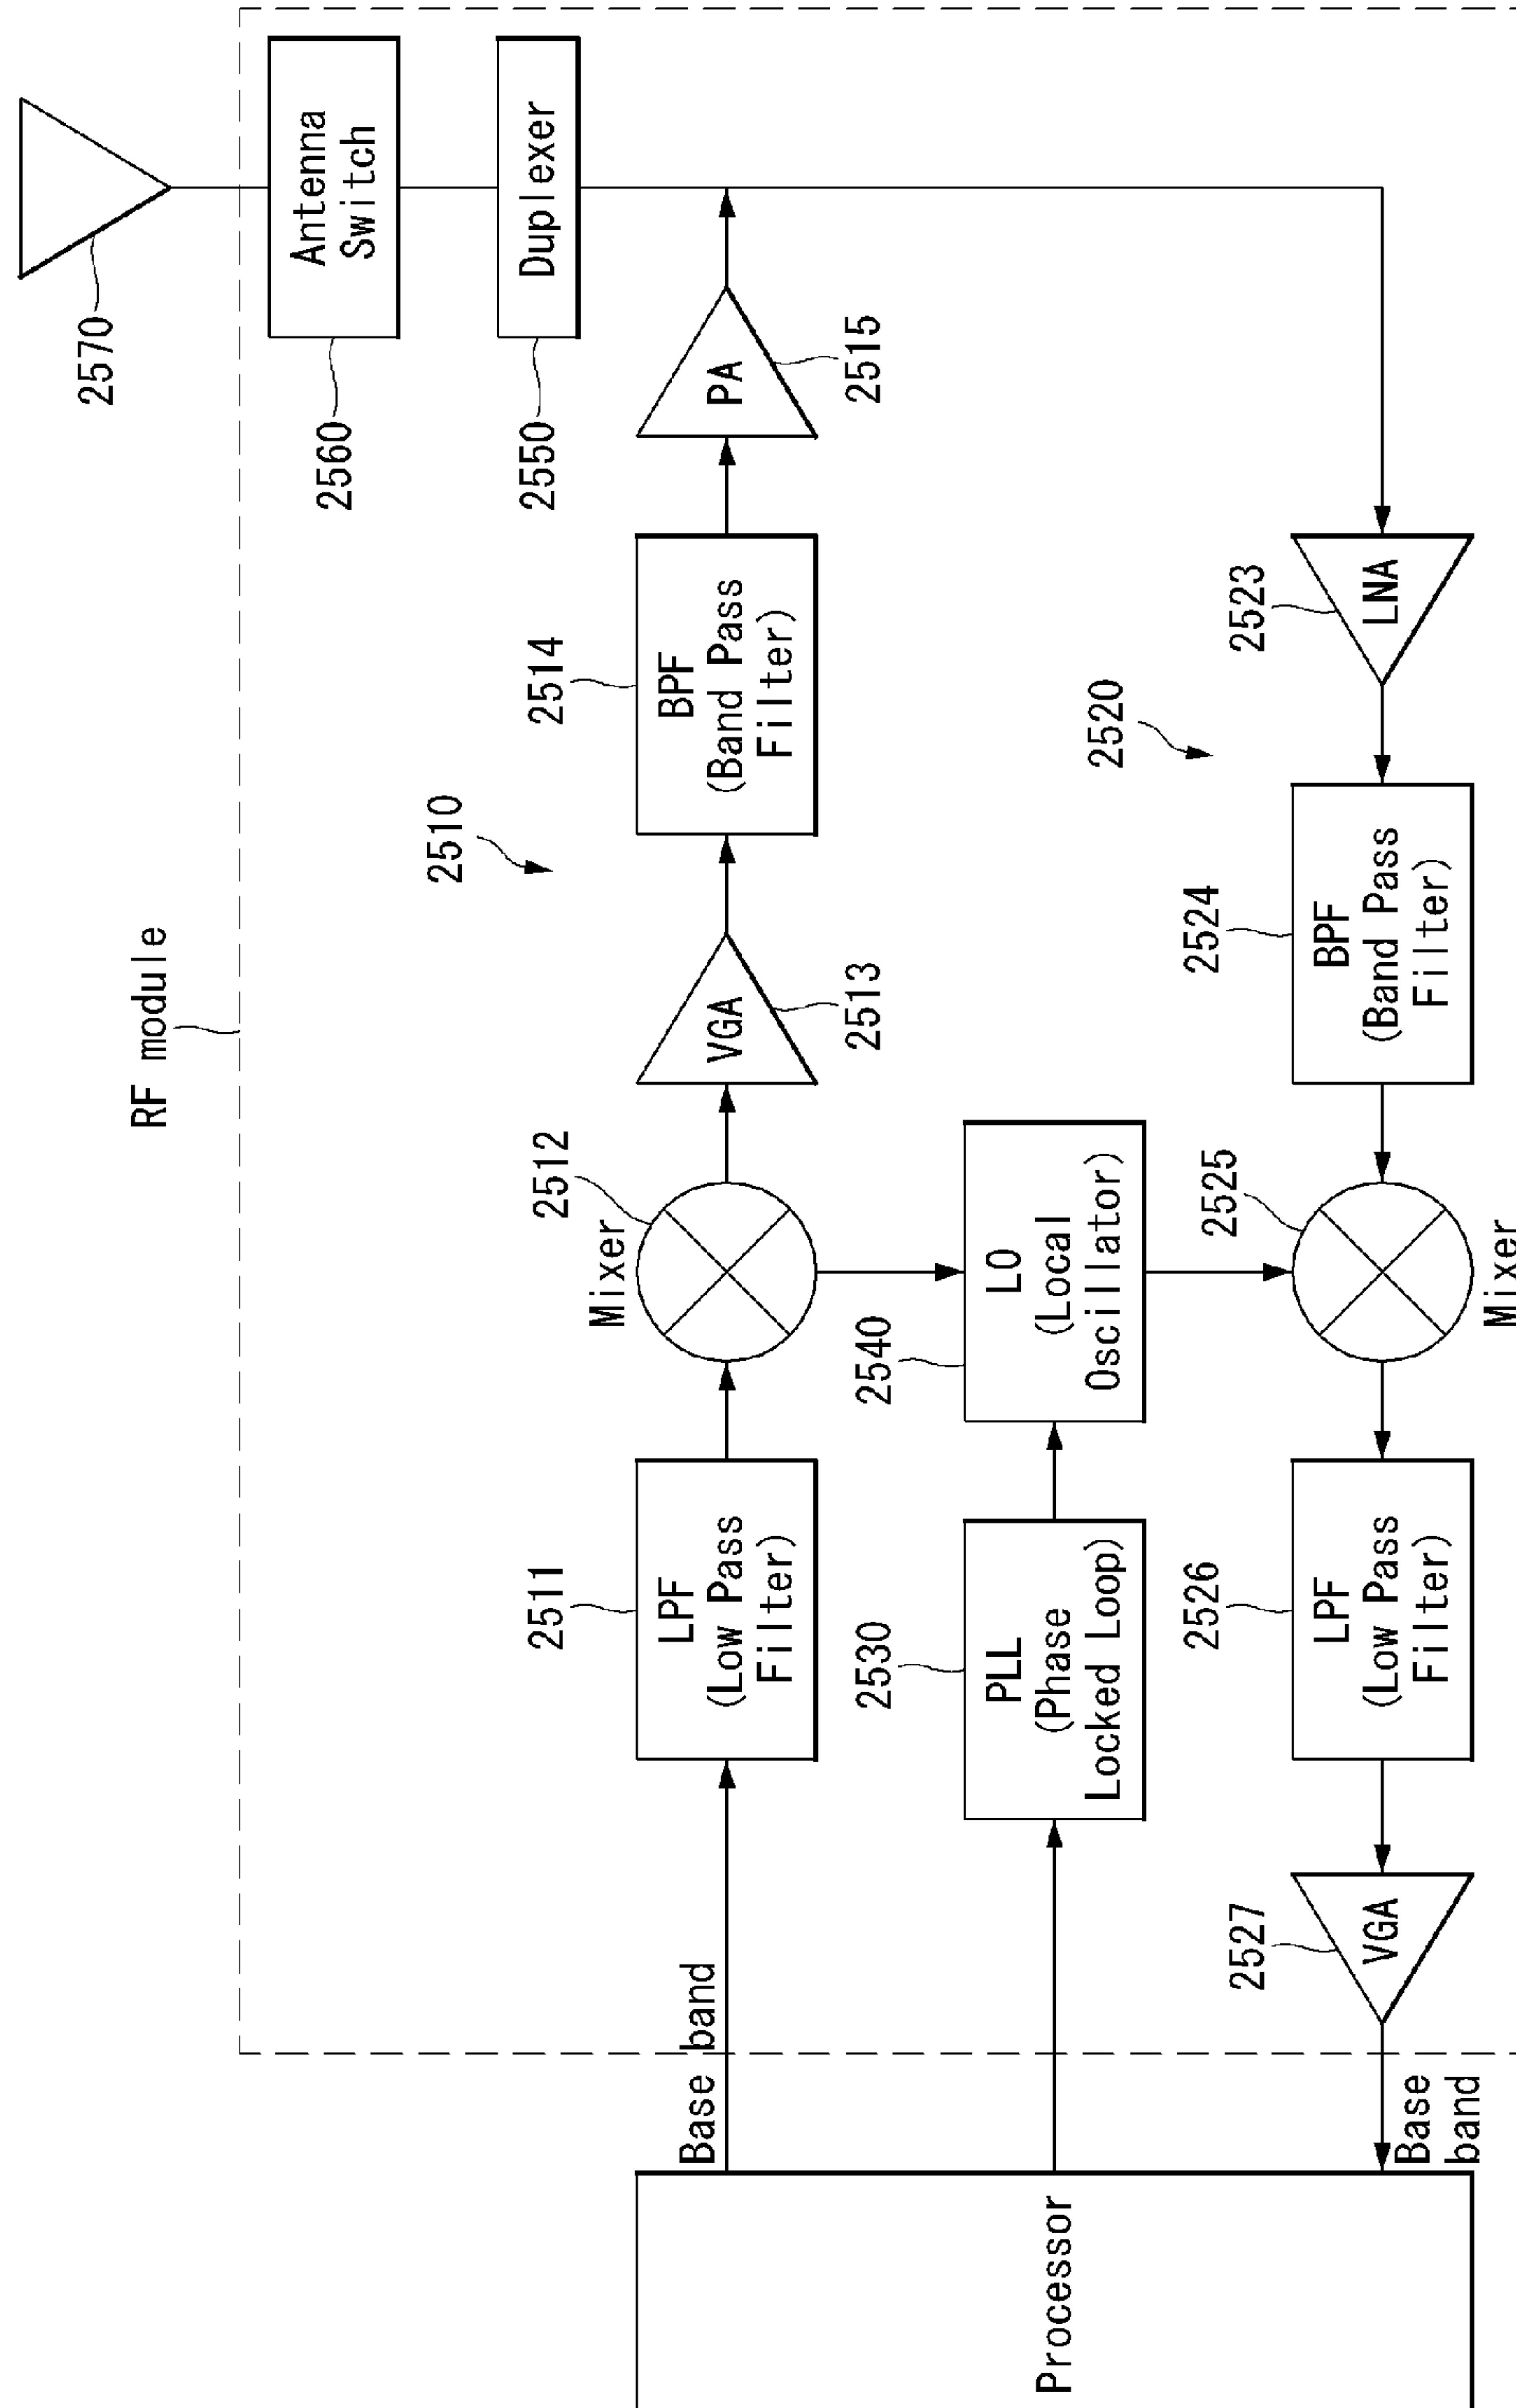 RF module
2570
Antenna
Switch
2560
Duplexer
2550
2510
Base band
2511
LPF
(Low Pass
Filter)
Mixer
2512
VGA
2513
2514
BPF
(Band Pass
Filter)
PA
2515
Processor
2530
PLL
(Phase
Locked Loop)
2540
LO
(Local
Oscillator)
2520
Base
band
2527
VGA
2526
LPF
(Low Pass
Filter)
2525
Mixer
2524
BPF
(Band Pass
Filter)
2523
LNA